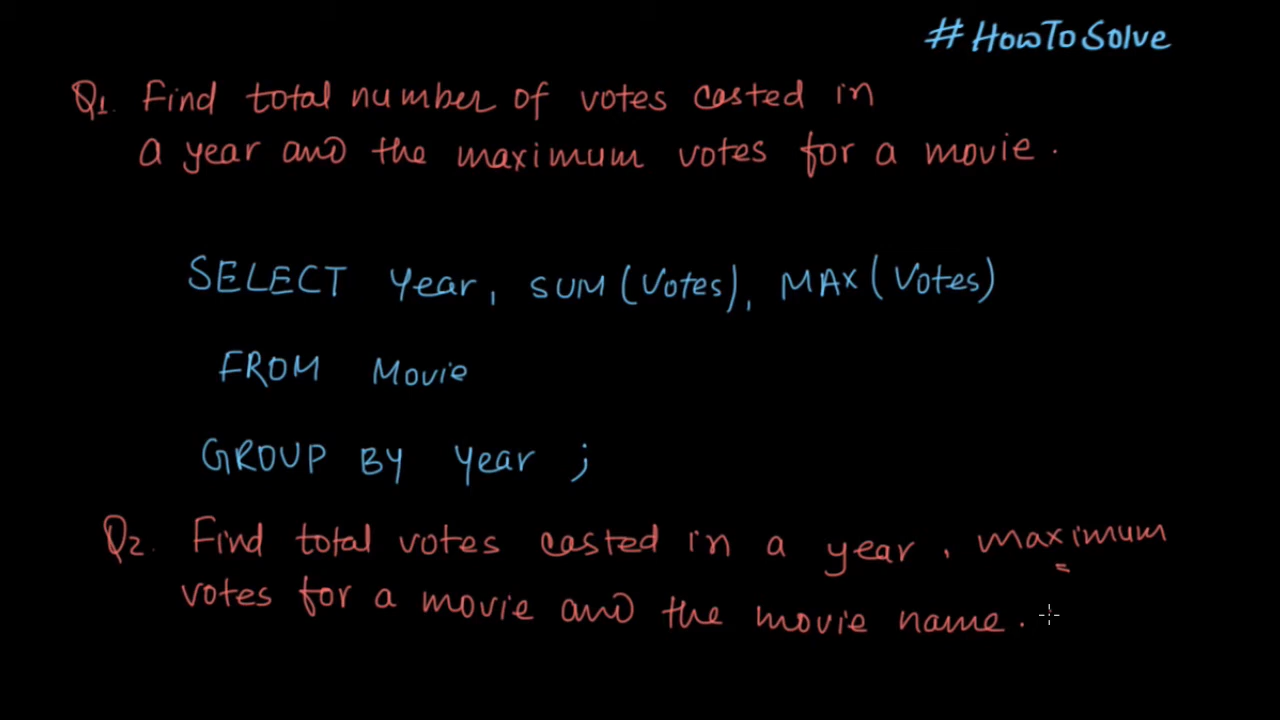 #HowToSolve
Q1. Find total number of votes casted in
a year and the maximum votes for a movie.
SELECT Year, SUM(Votes), MAX(Votes)
FROM Movie
GROUP BY Year ;
Q2. Find total votes casted in a year, maximum
votes for a movie and the movie name.